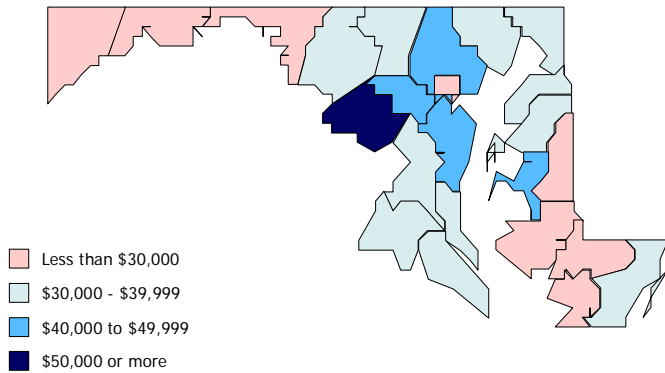 Less than $30,000
$30,000 - $39,999
$40,000 to $49,999
$50,000 or more